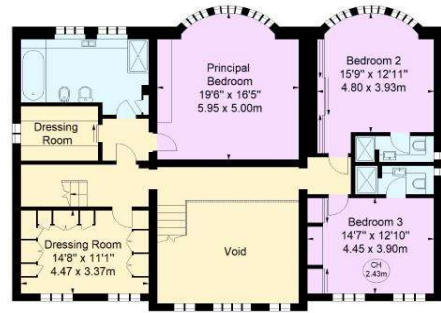 Principal
Bedroom
19'6" x 16'5"
5.95 x 5.00m
Bedroom 2
15'9" x 12'11"
4.80 x 3.93m
Dressing
Room
Dressing Room
14'8" x 11'1"
4.47 x 3.37m
Void
Bedroom 3
14'7" x 12'10"
4.45 x 3.90m
CH
2.43m